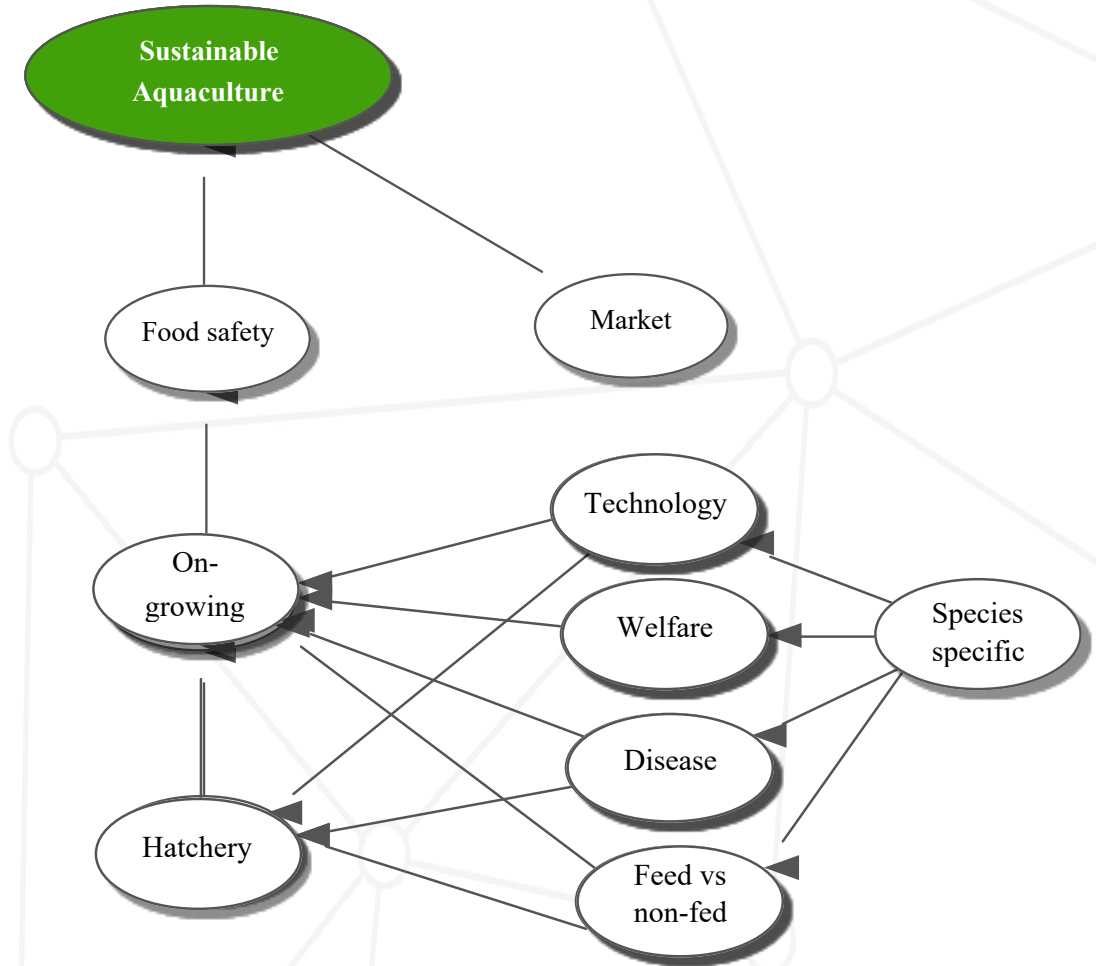 Sustainable
Aquaculture
Food safety
Market
Technology
On-
growing
Welfare
Species
specific
Disease
Hatchery
Feed vs
non-fed